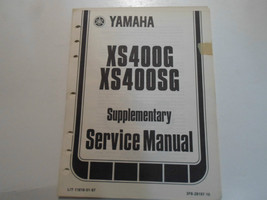 YAMAHA
XS400G
XS400SG
Supplementary
Service Manual